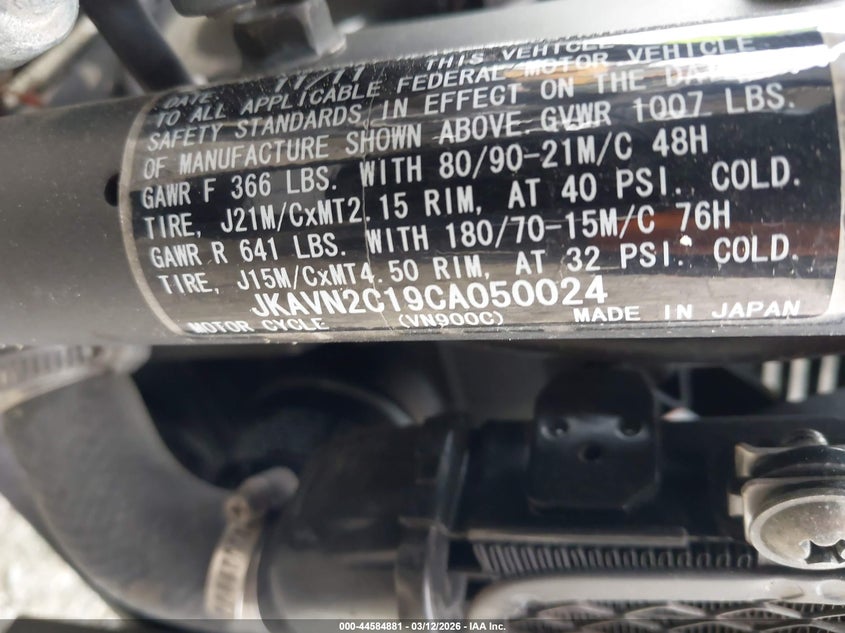 DATE 11/11 THIS VEHICLE
TO ALL APPLICABLE FEDERAL MOTOR VEHICLE
SAFETY STANDARDS IN EFFECT ON THE DATE
OF MANUFACTURE SHOWN ABOVE. GVWR 1007 LBS.
GAWR F 366 LBS. WITH 80/90-21M/C 48H
TIRE, J21M/CxMT2.15 RIM, AT 40 PSI. COLD.
GAWR R 641 LBS. WITH 180/70-15M/C 76H
TIRE, J15M/CxMT4.50 RIM, AT 32 PSI. COLD.
JKAVN2C19CA050024
MOTOR CYCLE (VN900C) MADE IN JAPAN
000-44584881 - 03/12/2026 - IAA Inc.